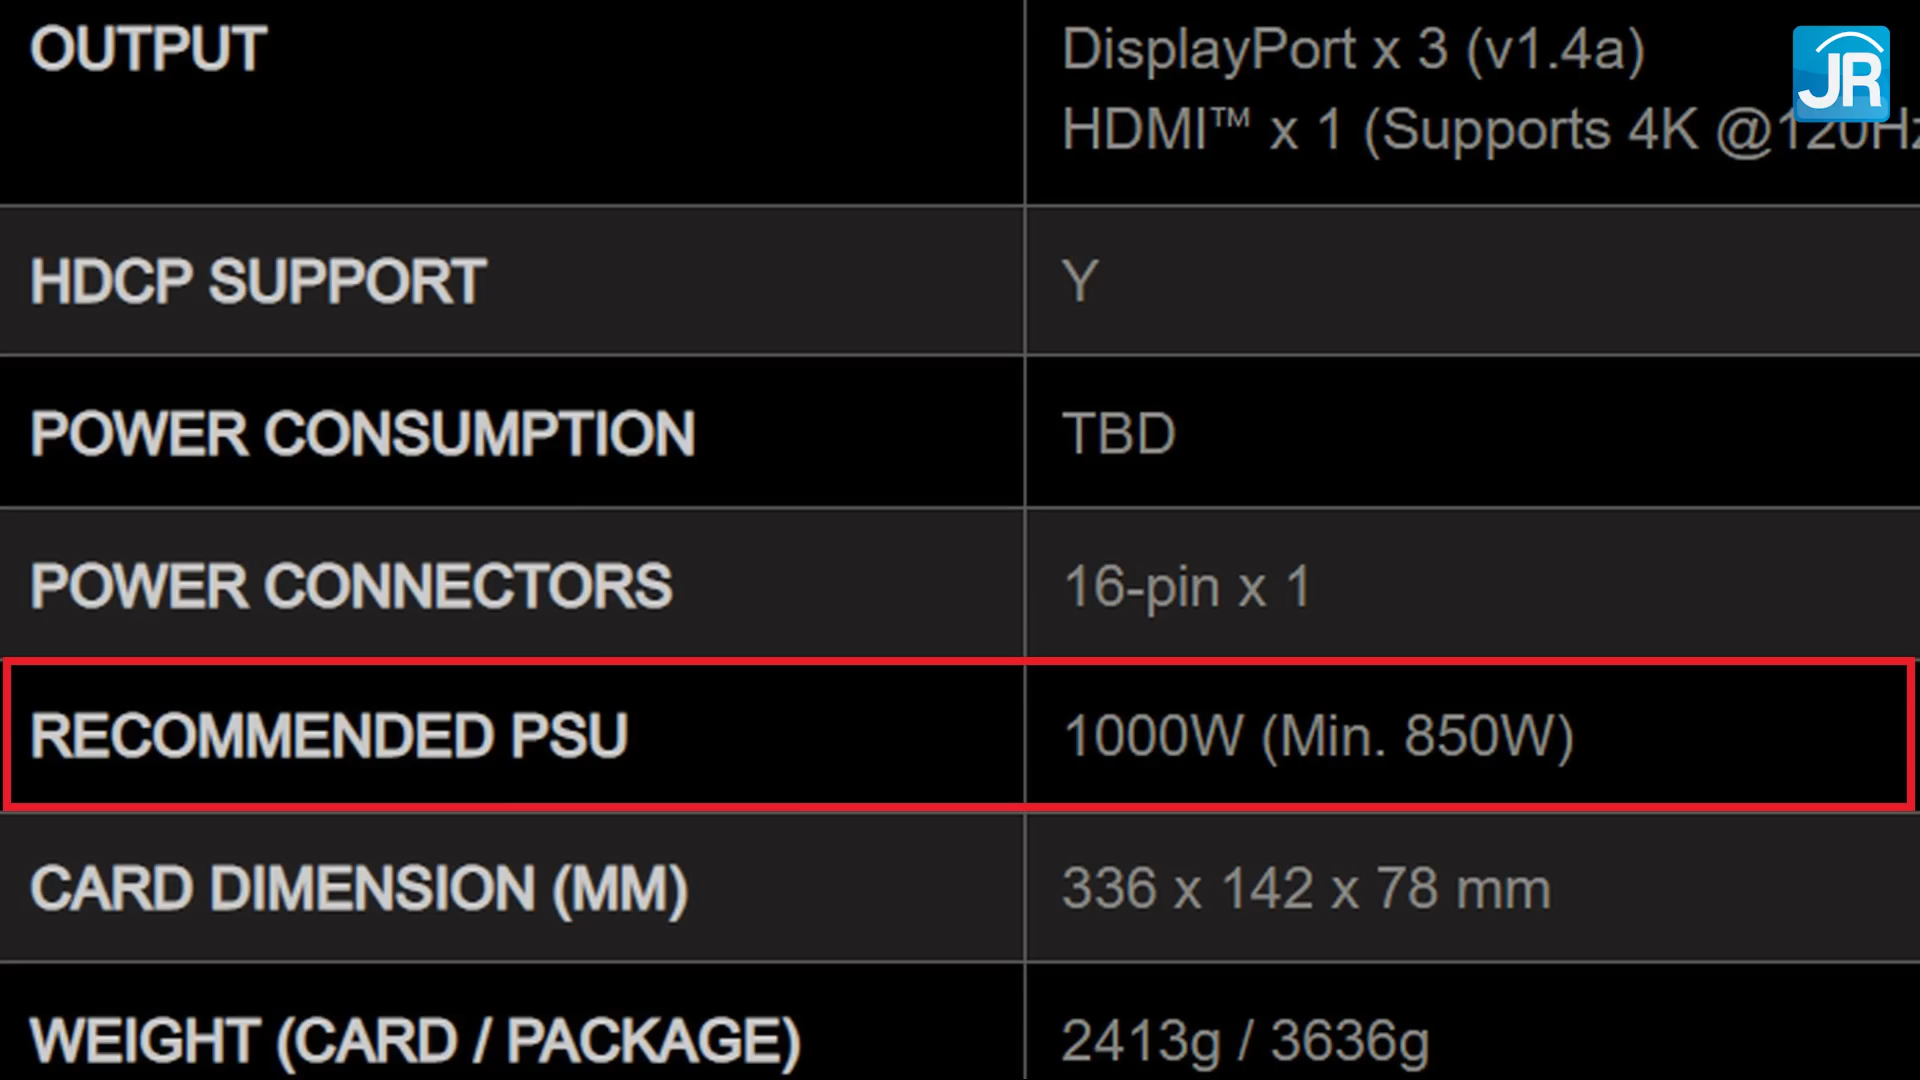 OUTPUT
DisplayPort x 3 (v1.4a)
HDMI™ x 1 (Supports 4K @120Hz
JR
HDCP SUPPORT
Y
POWER CONSUMPTION
TBD
POWER CONNECTORS
16-pin x 1
RECOMMENDED PSU
1000W (Min. 850W)
CARD DIMENSION (MM)
336 x 142 x 78 mm
WEIGHT (CARD / PACKAGE)
2413g / 3636g